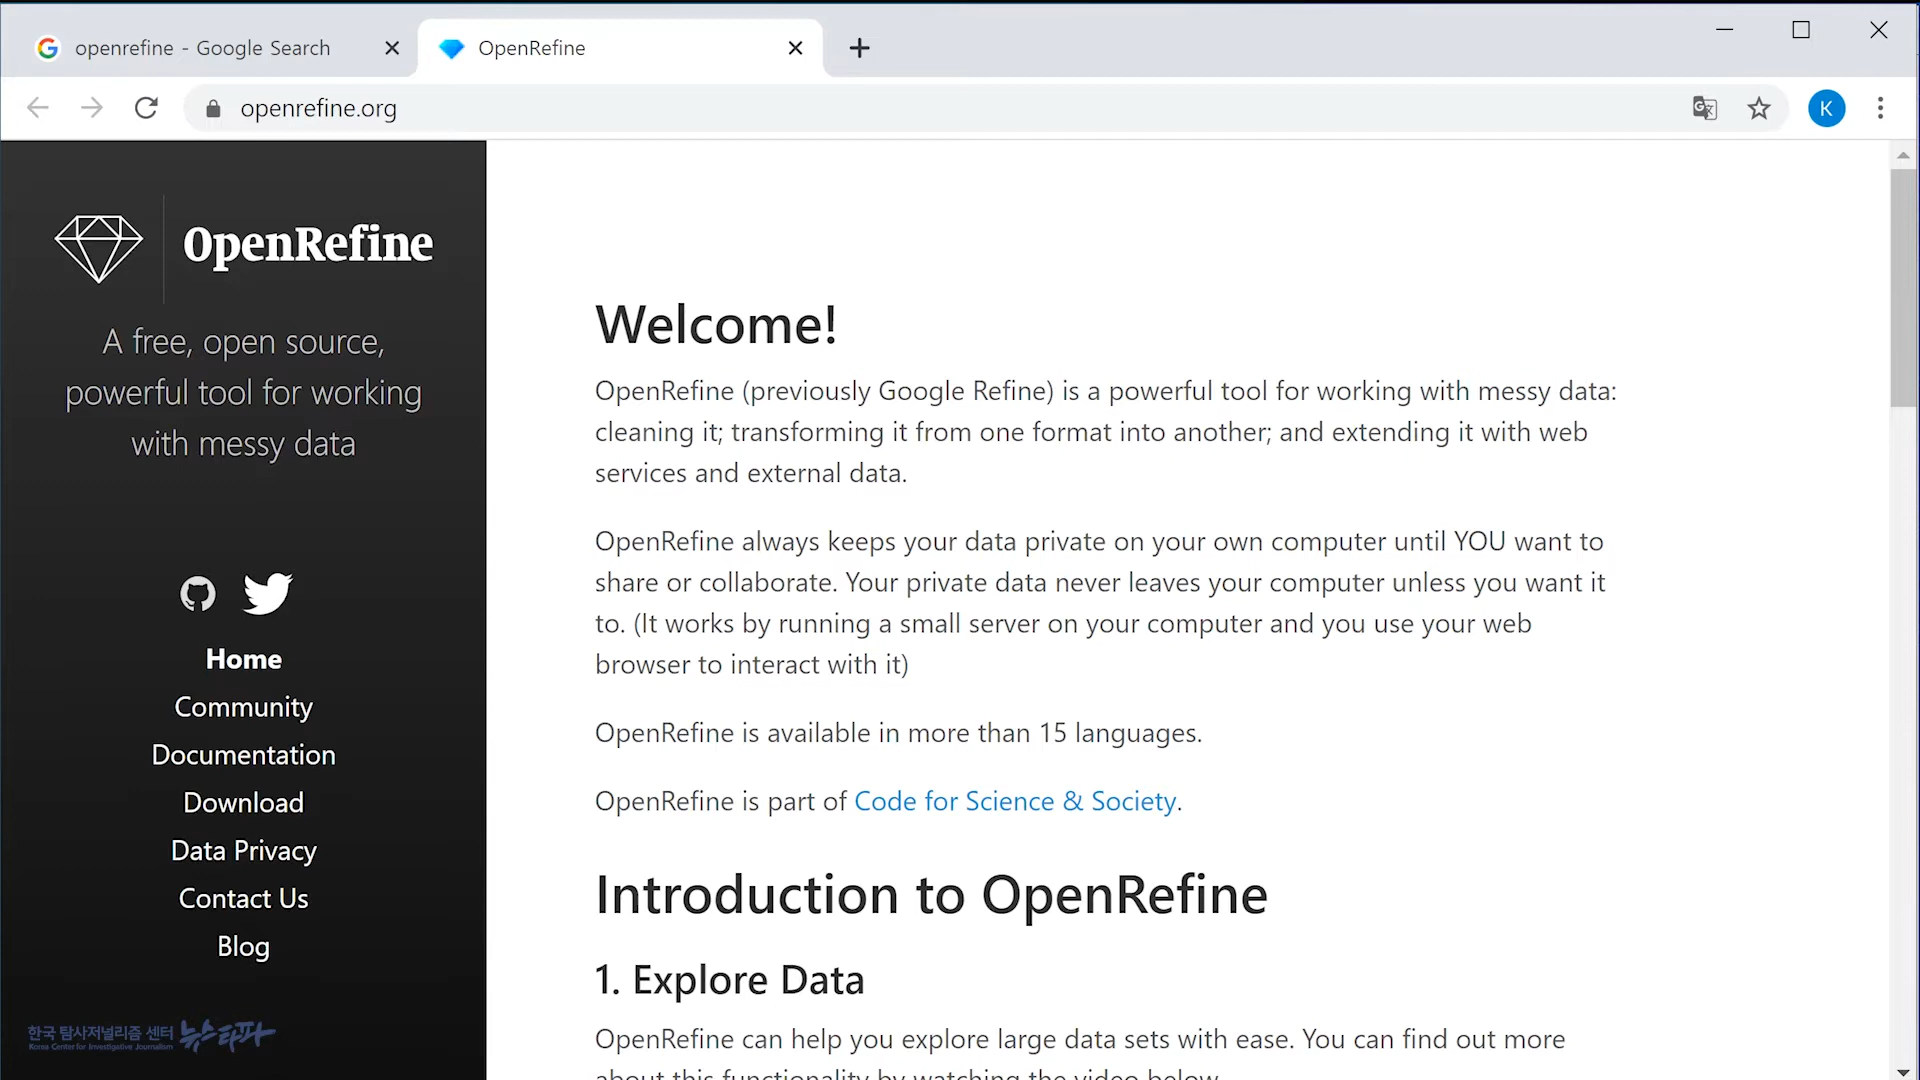 openrefine - Google Search
OpenRefine
openrefine.org
K
OpenRefine
A free, open source,
powerful tool for working
with messy data
Home
Community
Documentation
Download
Data Privacy
Contact Us
Blog
한국 탐사저널리즘 센터 뉴스타파
Korea Center for Investigative Journalism
Welcome!
OpenRefine (previously Google Refine) is a powerful tool for working with messy data:
cleaning it; transforming it from one format into another; and extending it with web
services and external data.
OpenRefine always keeps your data private on your own computer until YOU want to
share or collaborate. Your private data never leaves your computer unless you want it
to. (It works by running a small server on your computer and you use your web
browser to interact with it)
OpenRefine is available in more than 15 languages.
OpenRefine is part of Code for Science & Society.
Introduction to OpenRefine
1. Explore Data
OpenRefine can help you explore large data sets with ease. You can find out more
about this functionality by watching the video below.